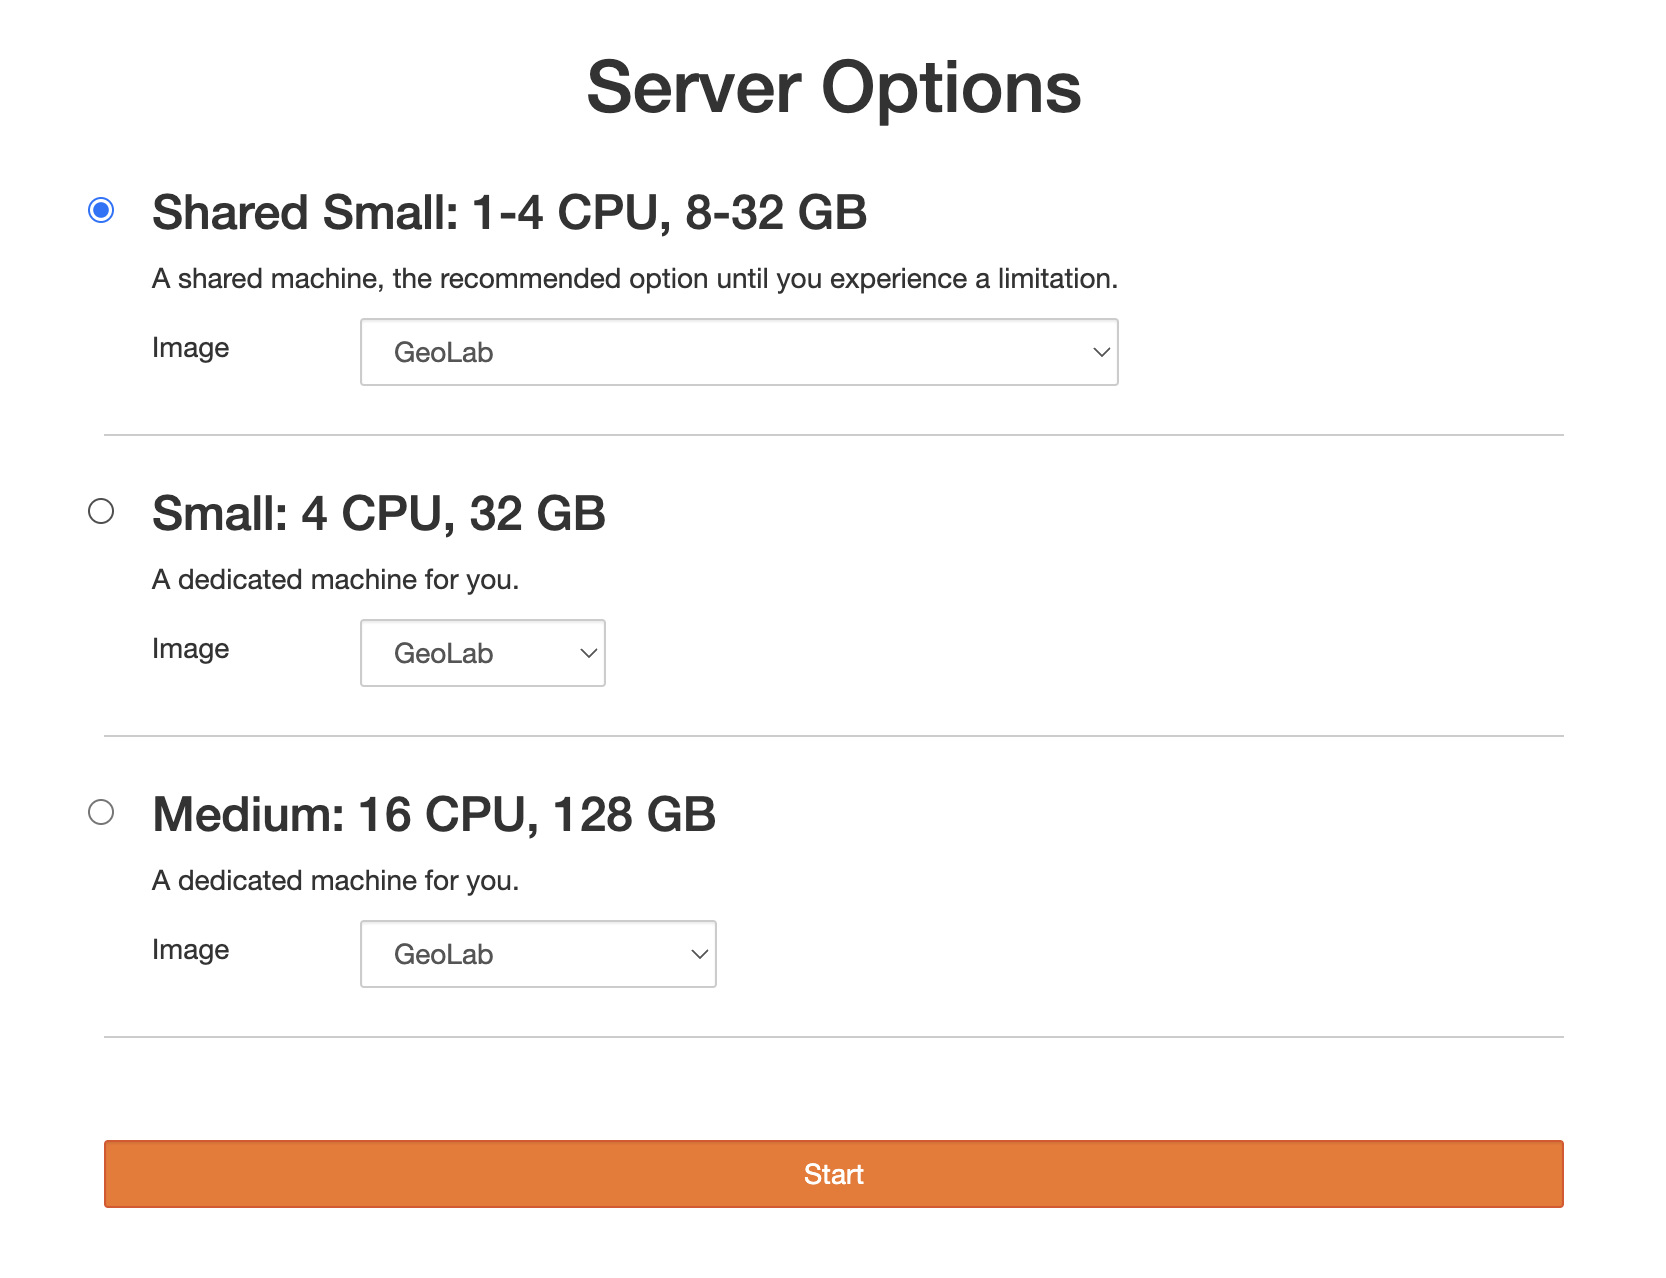 Server Options
Shared Small: 1-4 CPU, 8-32 GB
A shared machine, the recommended option until you experience a limitation.
Image
GeoLab
Small: 4 CPU, 32 GB
A dedicated machine for you.
Image
GeoLab
Medium: 16 CPU, 128 GB
A dedicated machine for you.
Image
GeoLab
Start